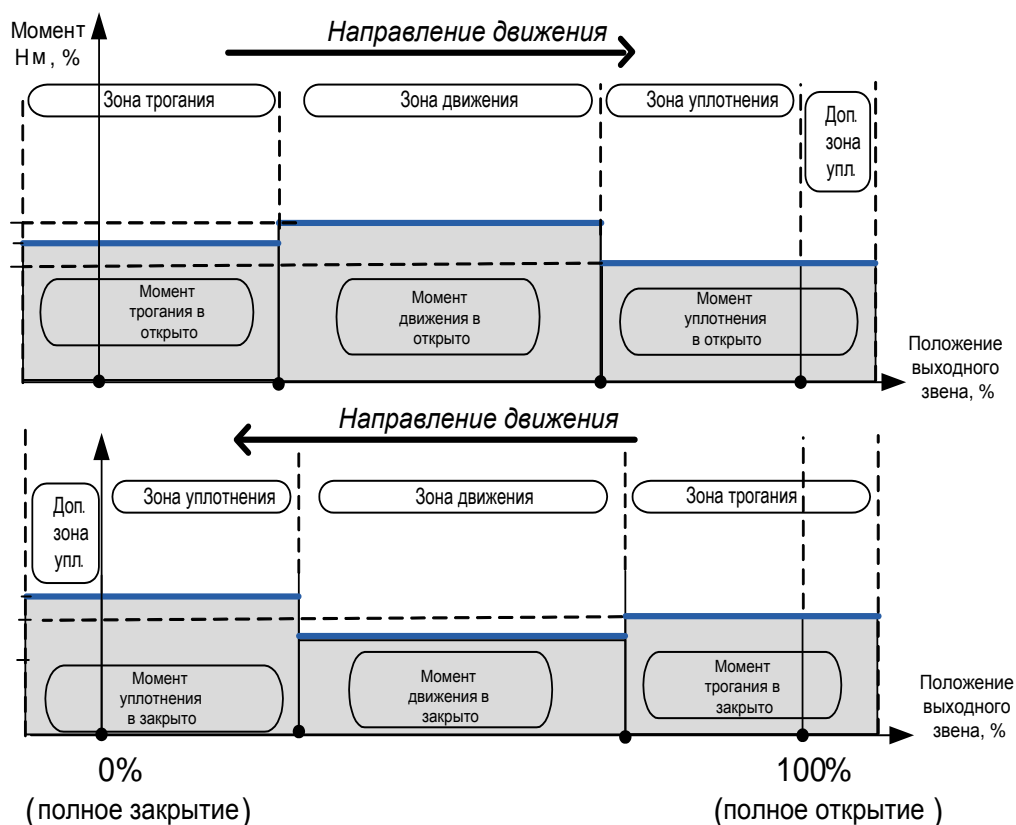 Момент
Нм, %
Направление движения
Зона трогания
Зона движения
Зона уплотнения
Доп.
зона
упл.
Момент
трогания в
открыто
Момент
движения в
открыто
Момент
уплотнения
в открыто
Положение
выходного
звена, %
Направление движения
Доп.
зона
упл.
Зона уплотнения
Зона движения
Зона трогания
Момент
уплотнения
в закрыто
Момент
движения в
закрыто
Момент
трогания в
закрыто
Положение
выходного
звена, %
0%
(полное закрытие)
100%
(полное открытие )